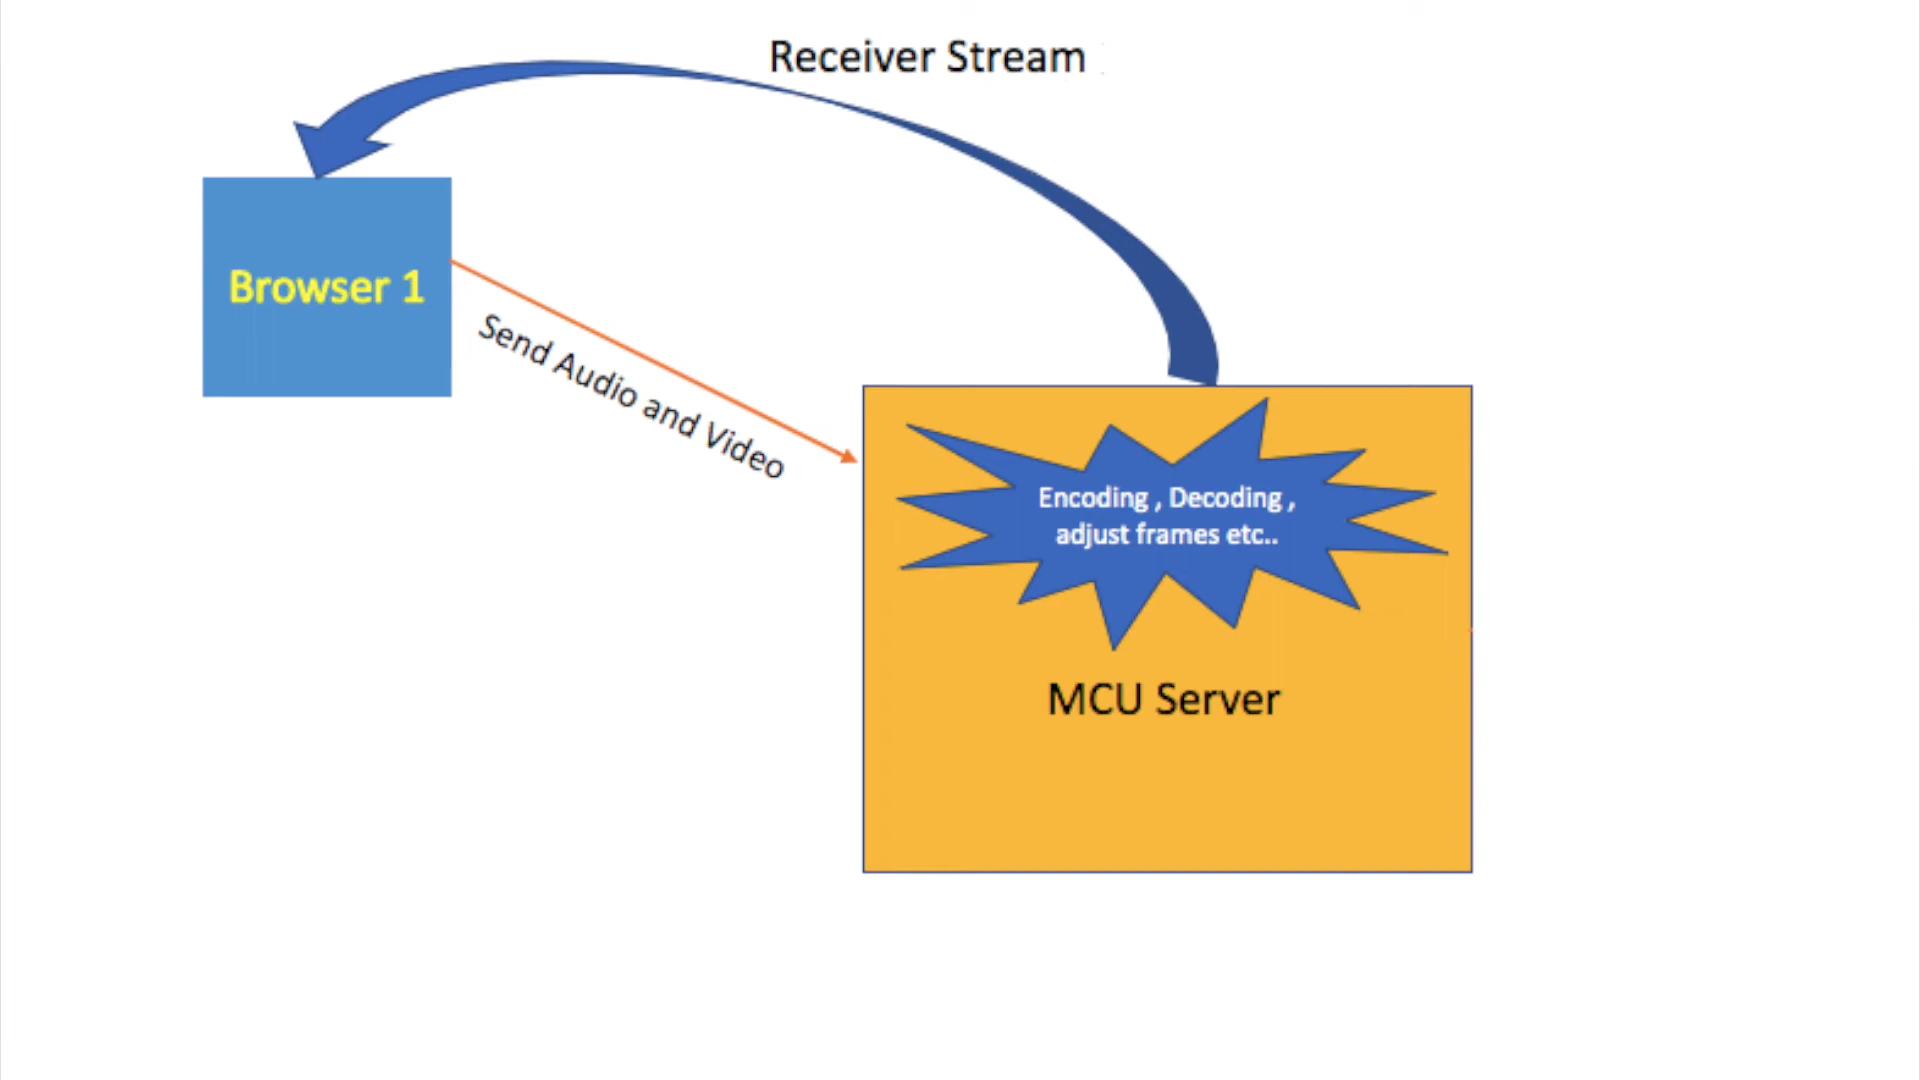 Receiver Stream
Browser 1
Send Audio and Video
Encoding , Decoding ,
adjust frames etc..
MCU Server